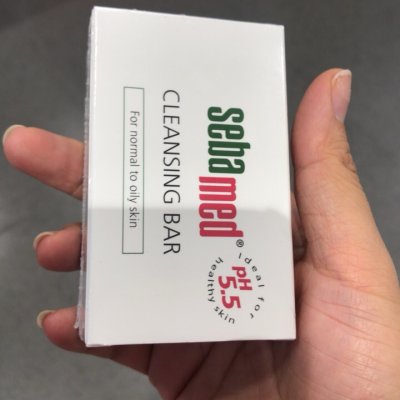 sebamed®
CLEANSING BAR
For normal to oily skin
Ideal for
pH
5.5
healthy skin